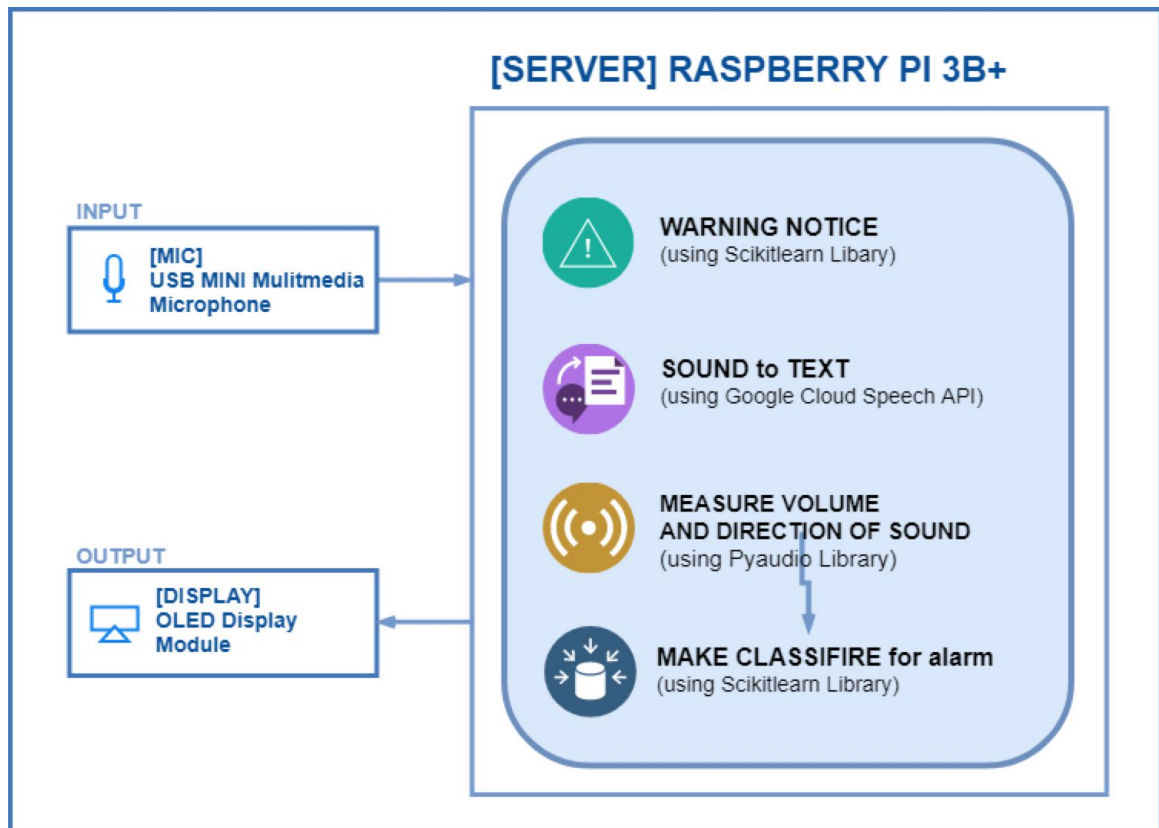 [SERVER] RASPBERRY PI 3B+
INPUT
[MIC]
USB MINI Mulitmedia
Microphone
OUTPUT
[DISPLAY]
OLED Display
Module
WARNING NOTICE
(using Scikitlearn Libary)
SOUND to TEXT
(using Google Cloud Speech API)
MEASURE VOLUME
AND DIRECTION OF SOUND
(using Pyaudio Library)
MAKE CLASSIFIRE for alarm
(using Scikitlearn Library)